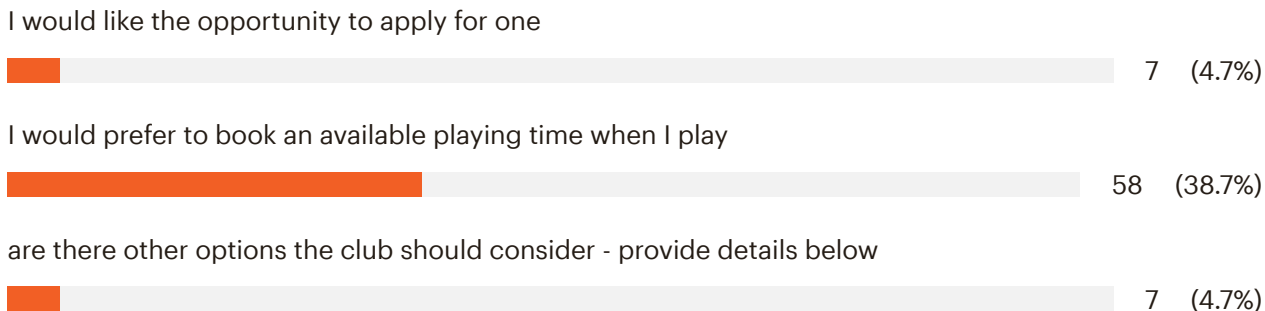 I would like the opportunity to apply for one
7 (4.7%)
I would prefer to book an available playing time when I play
58 (38.7%)
are there other options the club should consider - provide details below
7 (4.7%)